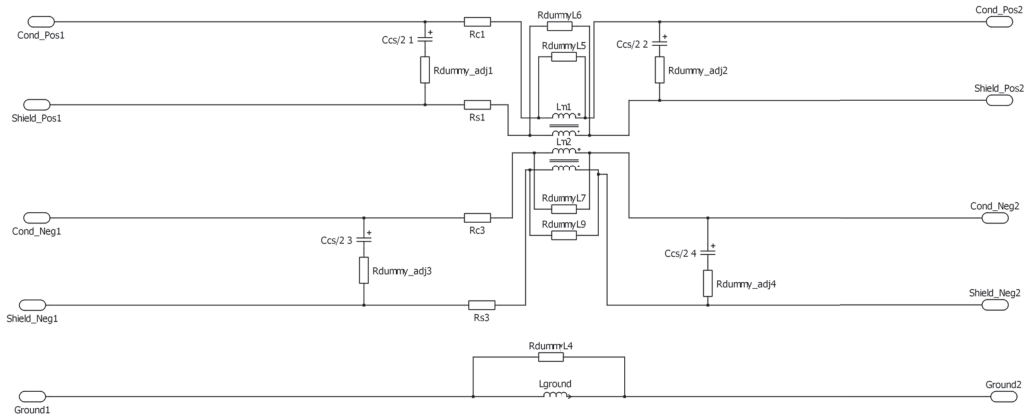 Cond_Pos1
Ccs/2 1
+
Rdummy_adj1
Rc1
RdummyL6
RdummyL5
Ccs/2 2
+
Rdummy_adj2
Cond_Pos2
Shield_Pos1
Rs1
Lm1
Shield_Pos2
Lm2
Cond_Neg1
Ccs/2 3
+
Rdummy_adj3
Rc3
RdummyL7
RdummyL9
Ccs/2 4
+
Rdummy_adj4
Cond_Neg2
Shield_Neg1
Rs3
Shield_Neg2
RdummyL4
Ground1
Lground
Ground2